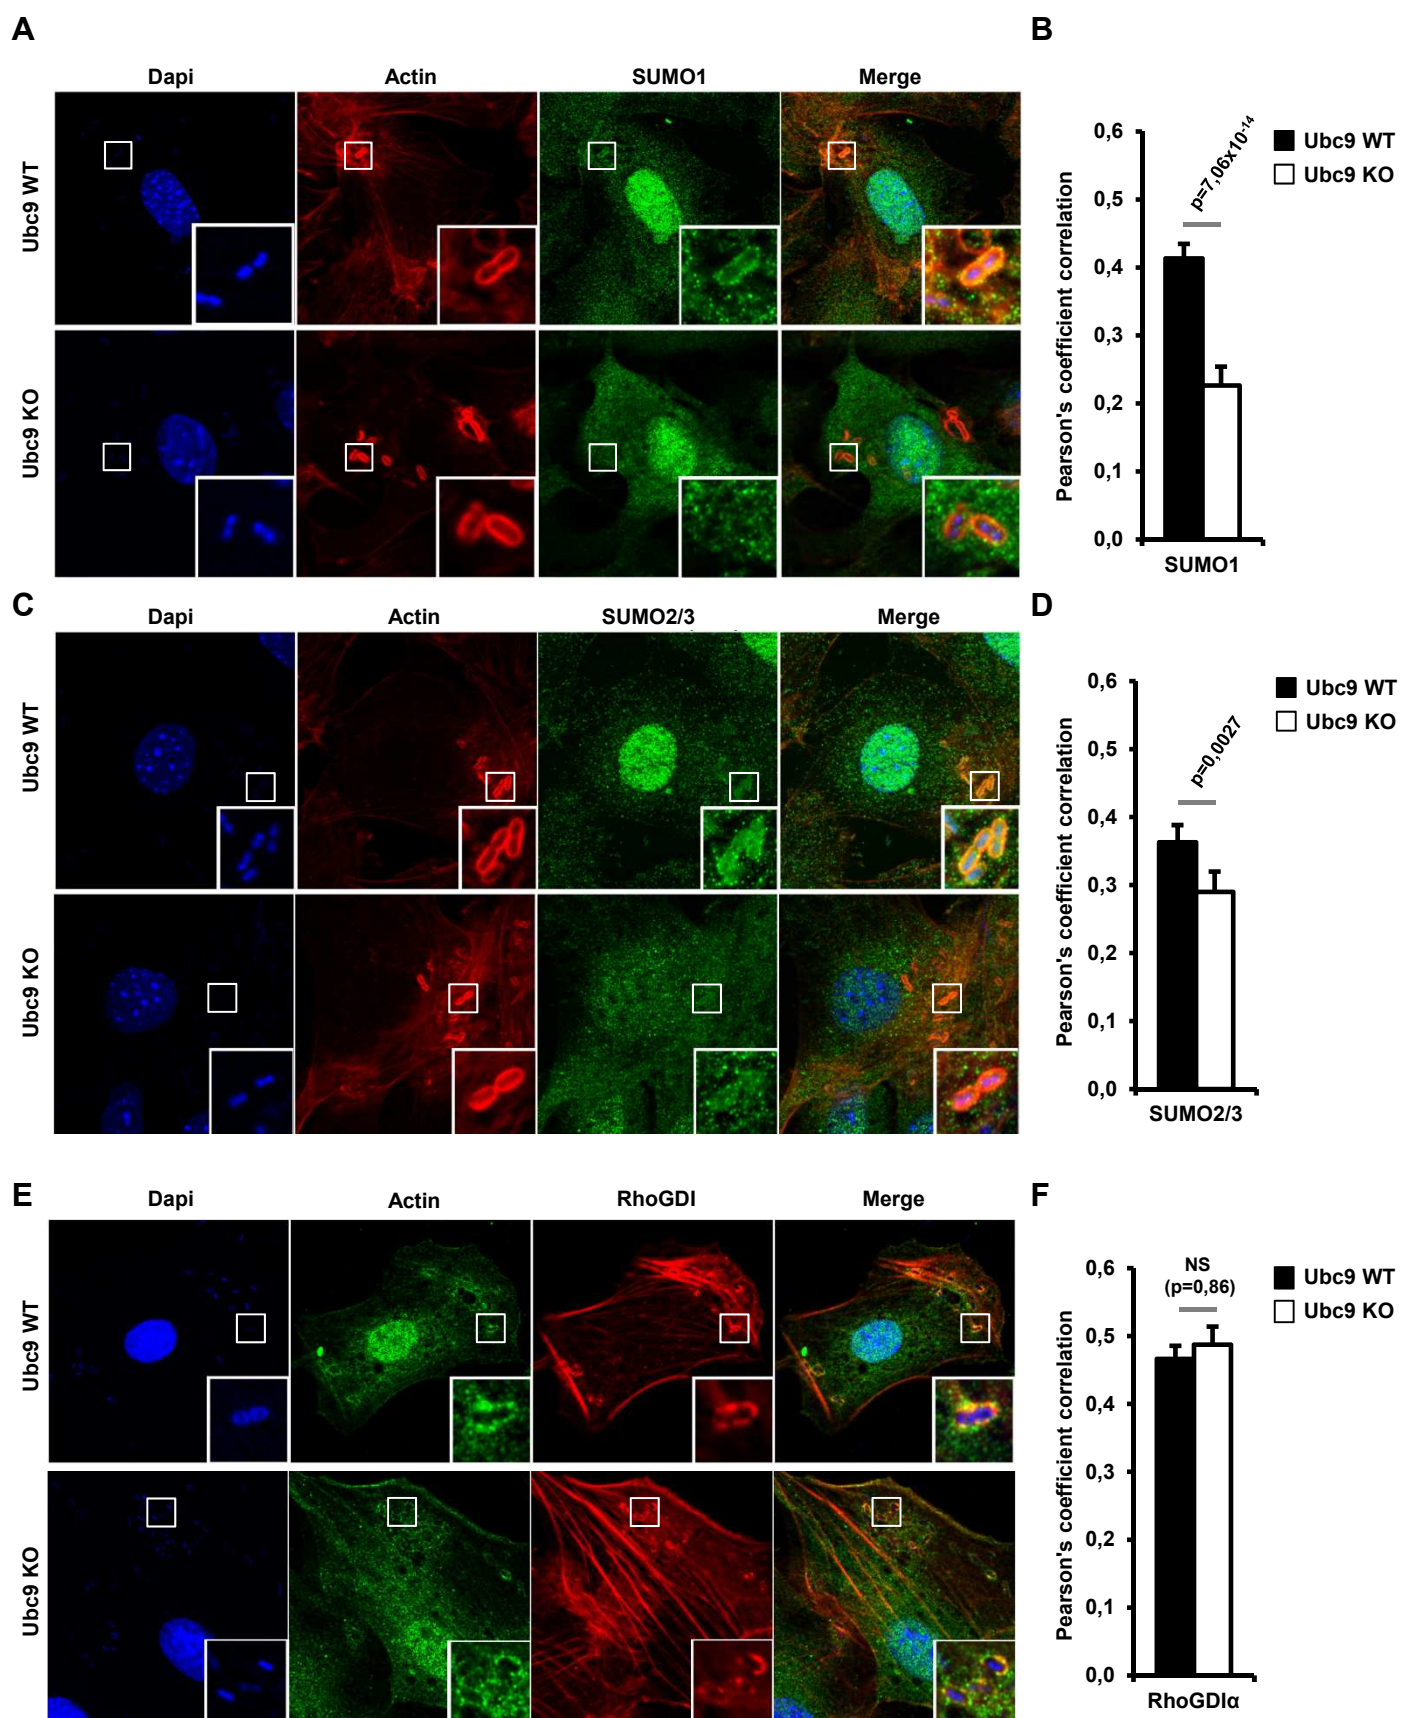 A
B
Dapi
Actin
SUMO1
Merge
Ubc9 WT
Ubc9 KO
Pearson's coefficient correlation
0,6
0,5
0,4
0,3
0,2
0,1
0,0
p=7,06x10-14
Ubc9 WT
Ubc9 KO
SUMO1
C
D
Dapi
Actin
SUMO2/3
Merge
Ubc9 WT
Ubc9 KO
Pearson's coefficient correlation
0,6
0,5
0,4
0,3
0,2
0,1
0,0
p=0,0027
Ubc9 WT
Ubc9 KO
SUMO2/3
E
F
Dapi
Actin
RhoGDI
Merge
Ubc9 WT
Ubc9 KO
Pearson's coefficient correlation
0,6
0,5
0,4
0,3
0,2
0,1
0,0
NS
(p=0,86)
Ubc9 WT
Ubc9 KO
RhoGDIα